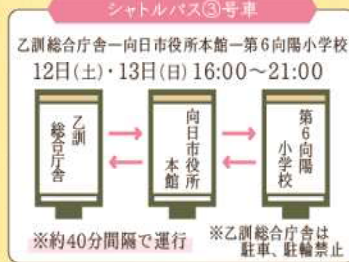 シャトルバス③号車
乙訓総合庁舎ー向日市役所本館ー第6向陽小学校
12日(土)・13日(日) 16:00～21:00
乙訓
総合庁舎
向日市役所
本館
第6向陽
小学校
※約40分間隔で運行
※乙訓総合庁舎は
駐車、駐輪禁止